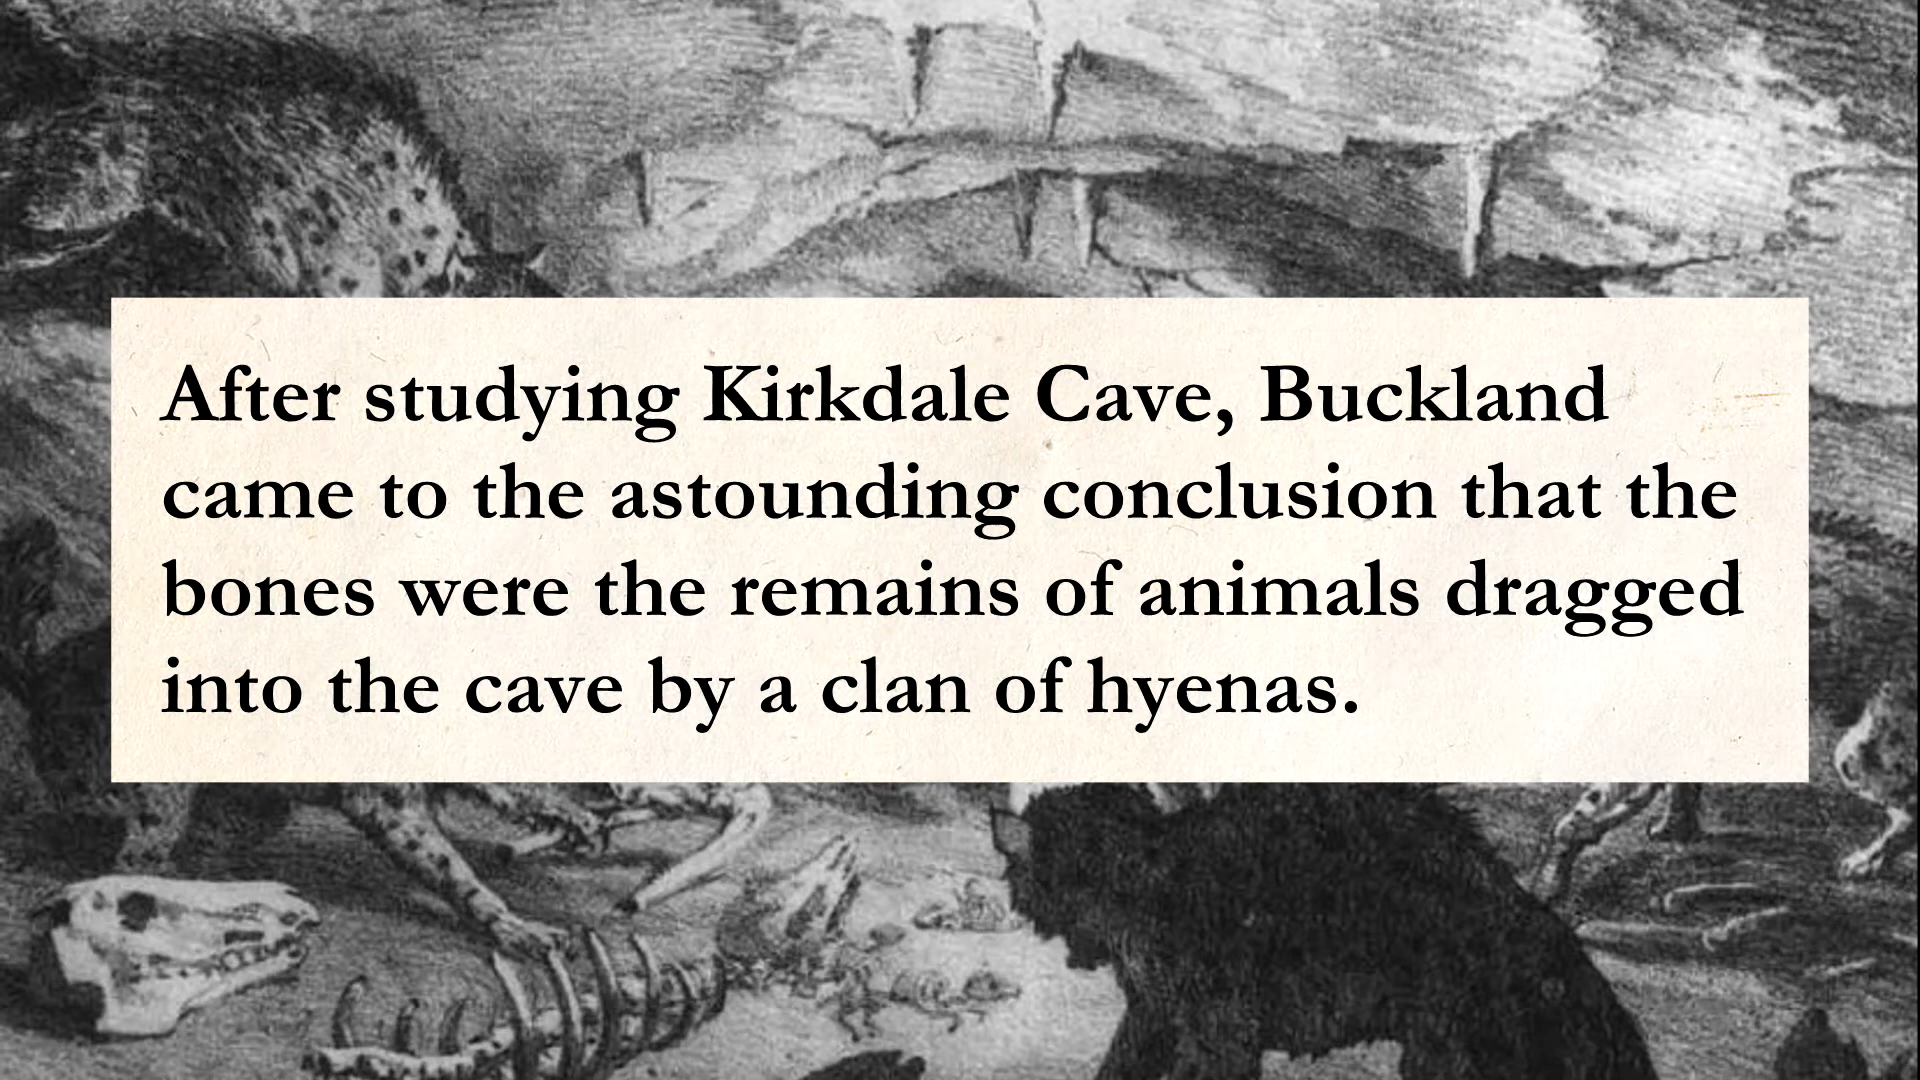 After studying Kirkdale Cave, Buckland
came to the astounding conclusion that the
bones were the remains of animals dragged
into the cave by a clan of hyenas.